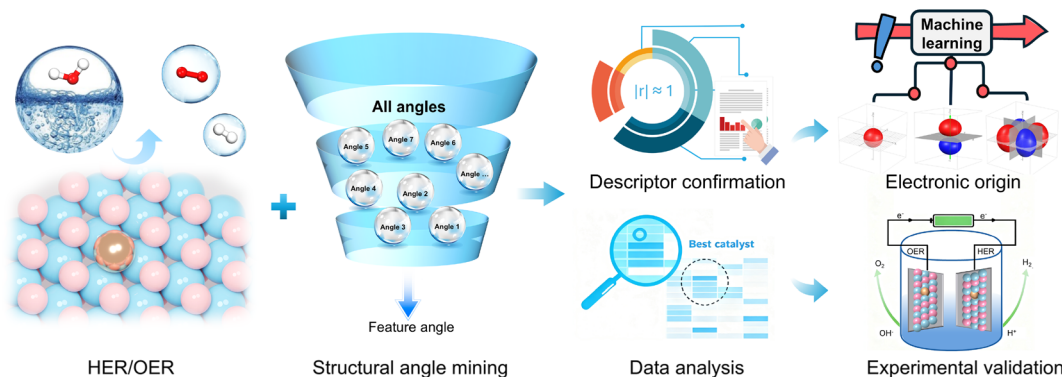 All angles
Angle 5
Angle 7
Angle 6
Angle ...
Angle 4
Angle 2
Angle 3
Angle 1
Feature angle
HER/OER
Structural angle mining
|r| ≈ 1
Descriptor confirmation
Best catalyst
Data analysis
Machine
learning
Electronic origin
e⁻
e⁻
OER
HER
O₂
H₂
OH⁻
H⁺
Experimental validation